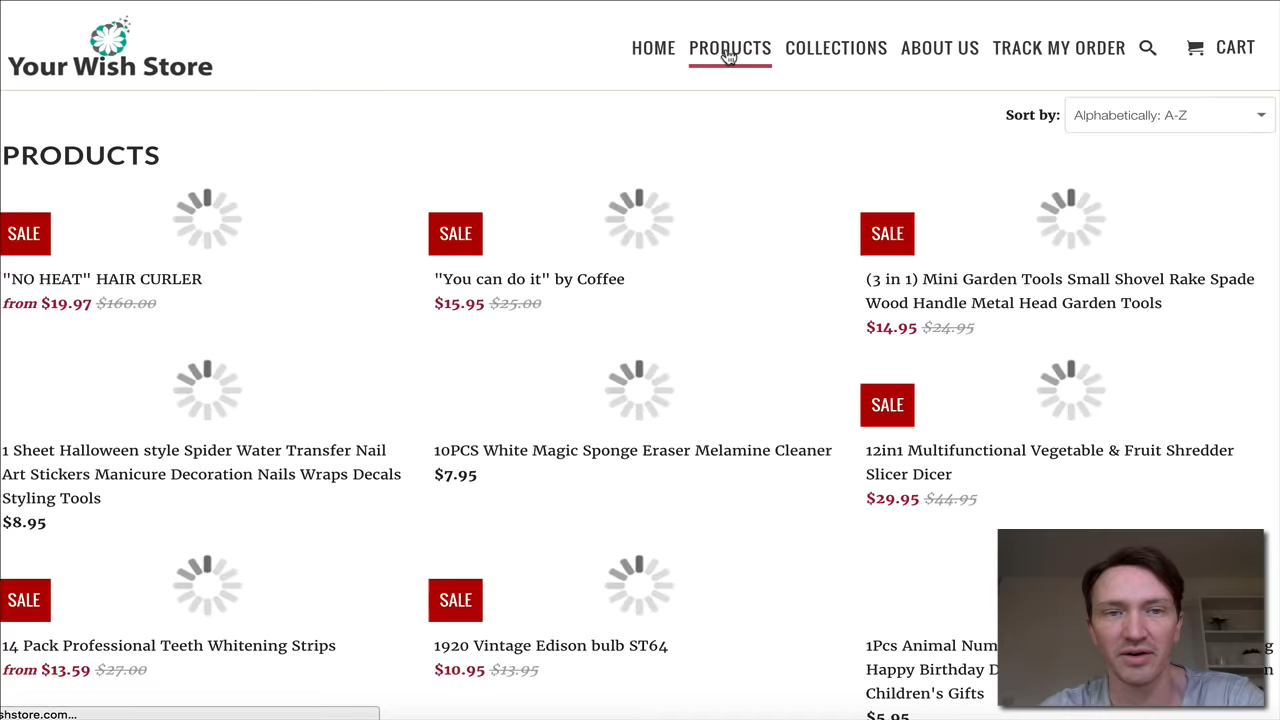 Your Wish Store
HOME PRODUCTS COLLECTIONS ABOUT US TRACK MY ORDER CART
Sort by: Alphabetically: A-Z
PRODUCTS
SALE SALE SALE
"NO HEAT" HAIR CURLER
from $19.97 $160.00
"You can do it" by Coffee
$15.95 $25.00
(3 in 1) Mini Garden Tools Small Shovel Rake Spade
Wood Handle Metal Head Garden Tools
$14.95 $24.95
SALE
1 Sheet Halloween style Spider Water Transfer Nail
Art Stickers Manicure Decoration Nails Wraps Decals
Styling Tools
$8.95
10PCS White Magic Sponge Eraser Melamine Cleaner
$7.95
12in1 Multifunctional Vegetable & Fruit Shredder
Slicer Dicer
$29.95 $44.95
SALE SALE
14 Pack Professional Teeth Whitening Strips
from $13.59 $27.00
1920 Vintage Edison bulb ST64
$10.95 $13.95
1Pcs Animal Num
Happy Birthday D
Children's Gifts
$5.95
shstore.com...